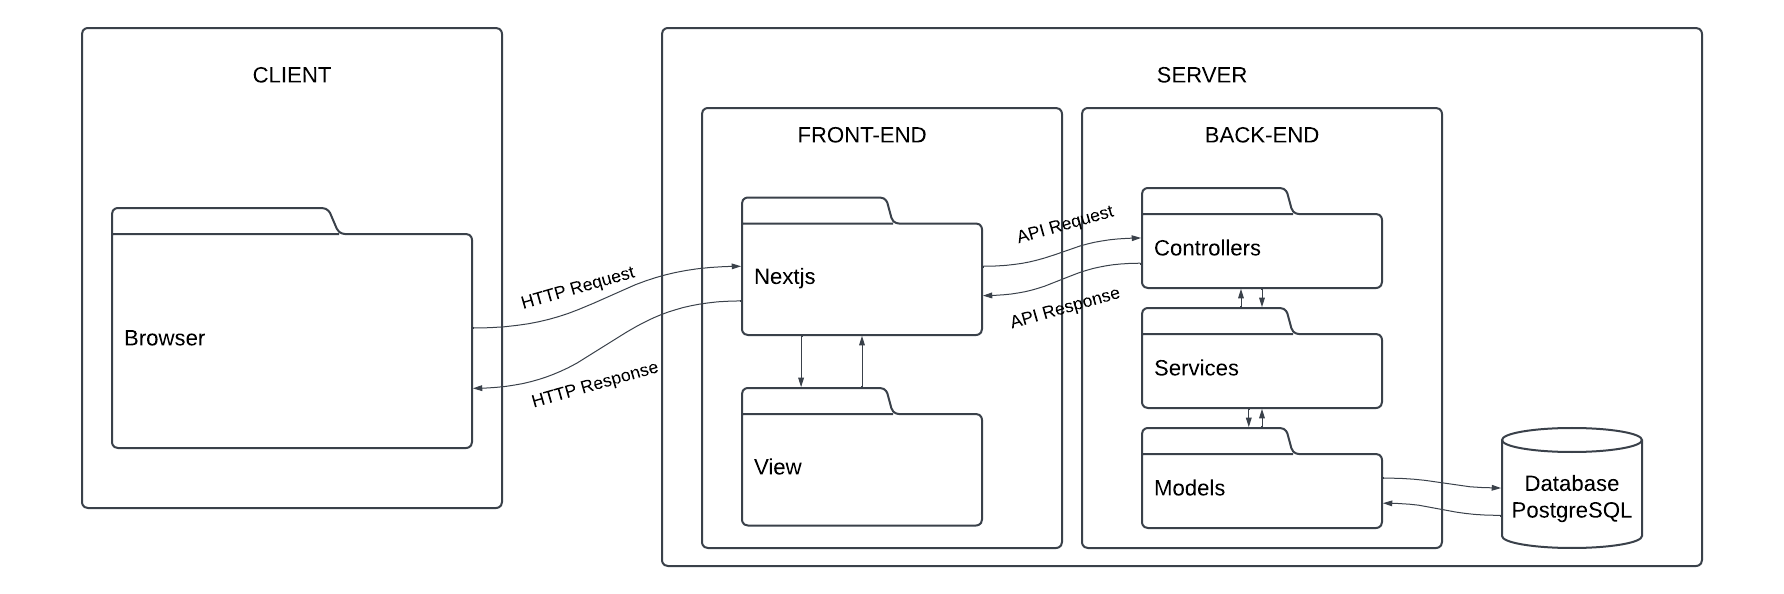 CLIENT
SERVER
FRONT-END
BACK-END
Browser
HTTP Request
HTTP Response
Nextjs
View
API Request
API Response
Controllers
Services
Models
Database
PostgreSQL